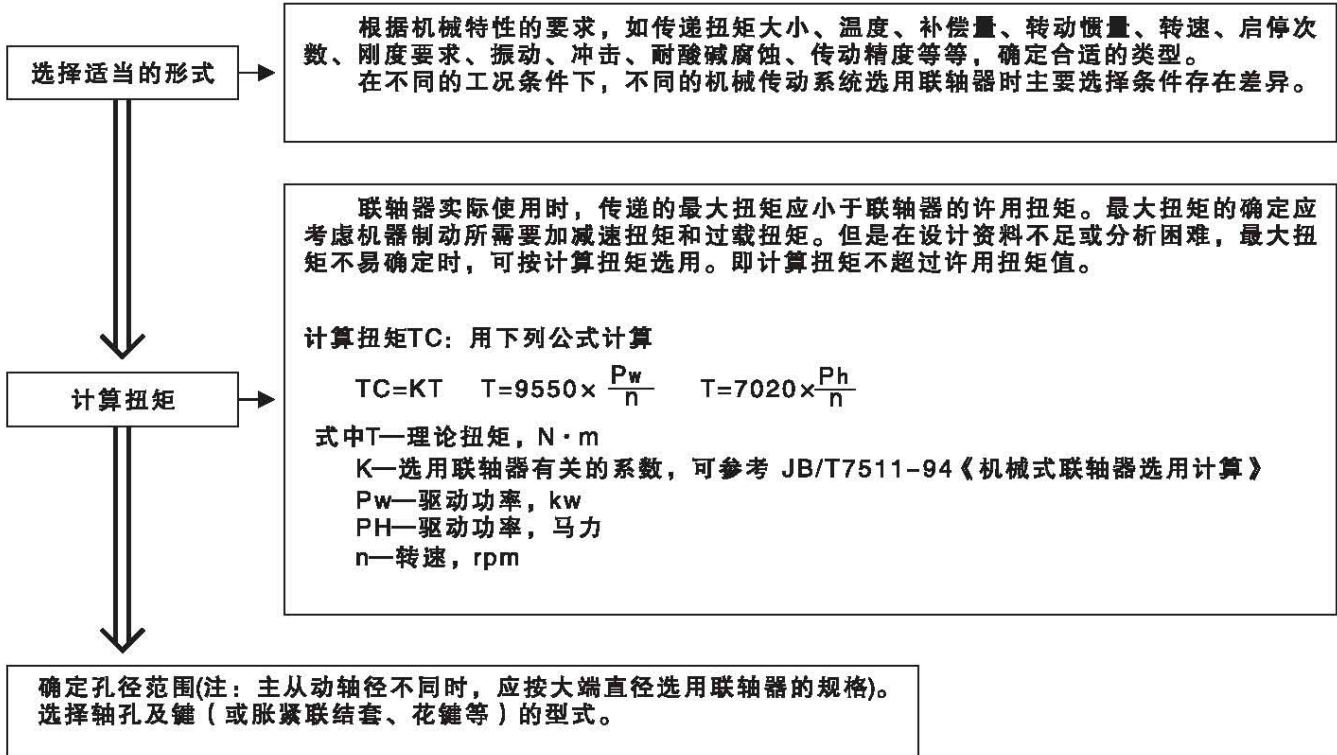 根据机械特性的要求，如传递扭矩大小、温度、补偿量、转动惯量、转速、启停次
数、刚度要求、振动、冲击、耐酸碱腐蚀、传动精度等等，确定合适的类型。
在不同的工况条件下，不同的机械传动系统选用联轴器时主要选择条件存在差异。
选择适当的形式
联轴器实际使用时，传递的最大扭矩应小于联轴器的许用扭矩。最大扭矩的确定应
考虑机器制动所需要加减速扭矩和过载扭矩。但是在设计资料不足或分析困难，最大扭
矩不易确定时，可按计算扭矩选用。即计算扭矩不超过许用扭矩值。
计算扭矩TC：用下列公式计算
TC=KT T=9550× Pw/n T=7020×Ph/n
计算扭矩
式中T—理论扭矩，N·m
K—选用联轴器有关的系数，可参考 JB/T7511-94《机械式联轴器选用计算》
Pw—驱动功率，kw
PH—驱动功率，马力
n—转速，rpm
确定孔径范围(注：主从动轴径不同时，应按大端直径选用联轴器的规格)。
选择轴孔及键（或胀紧联结套、花键等）的型式。